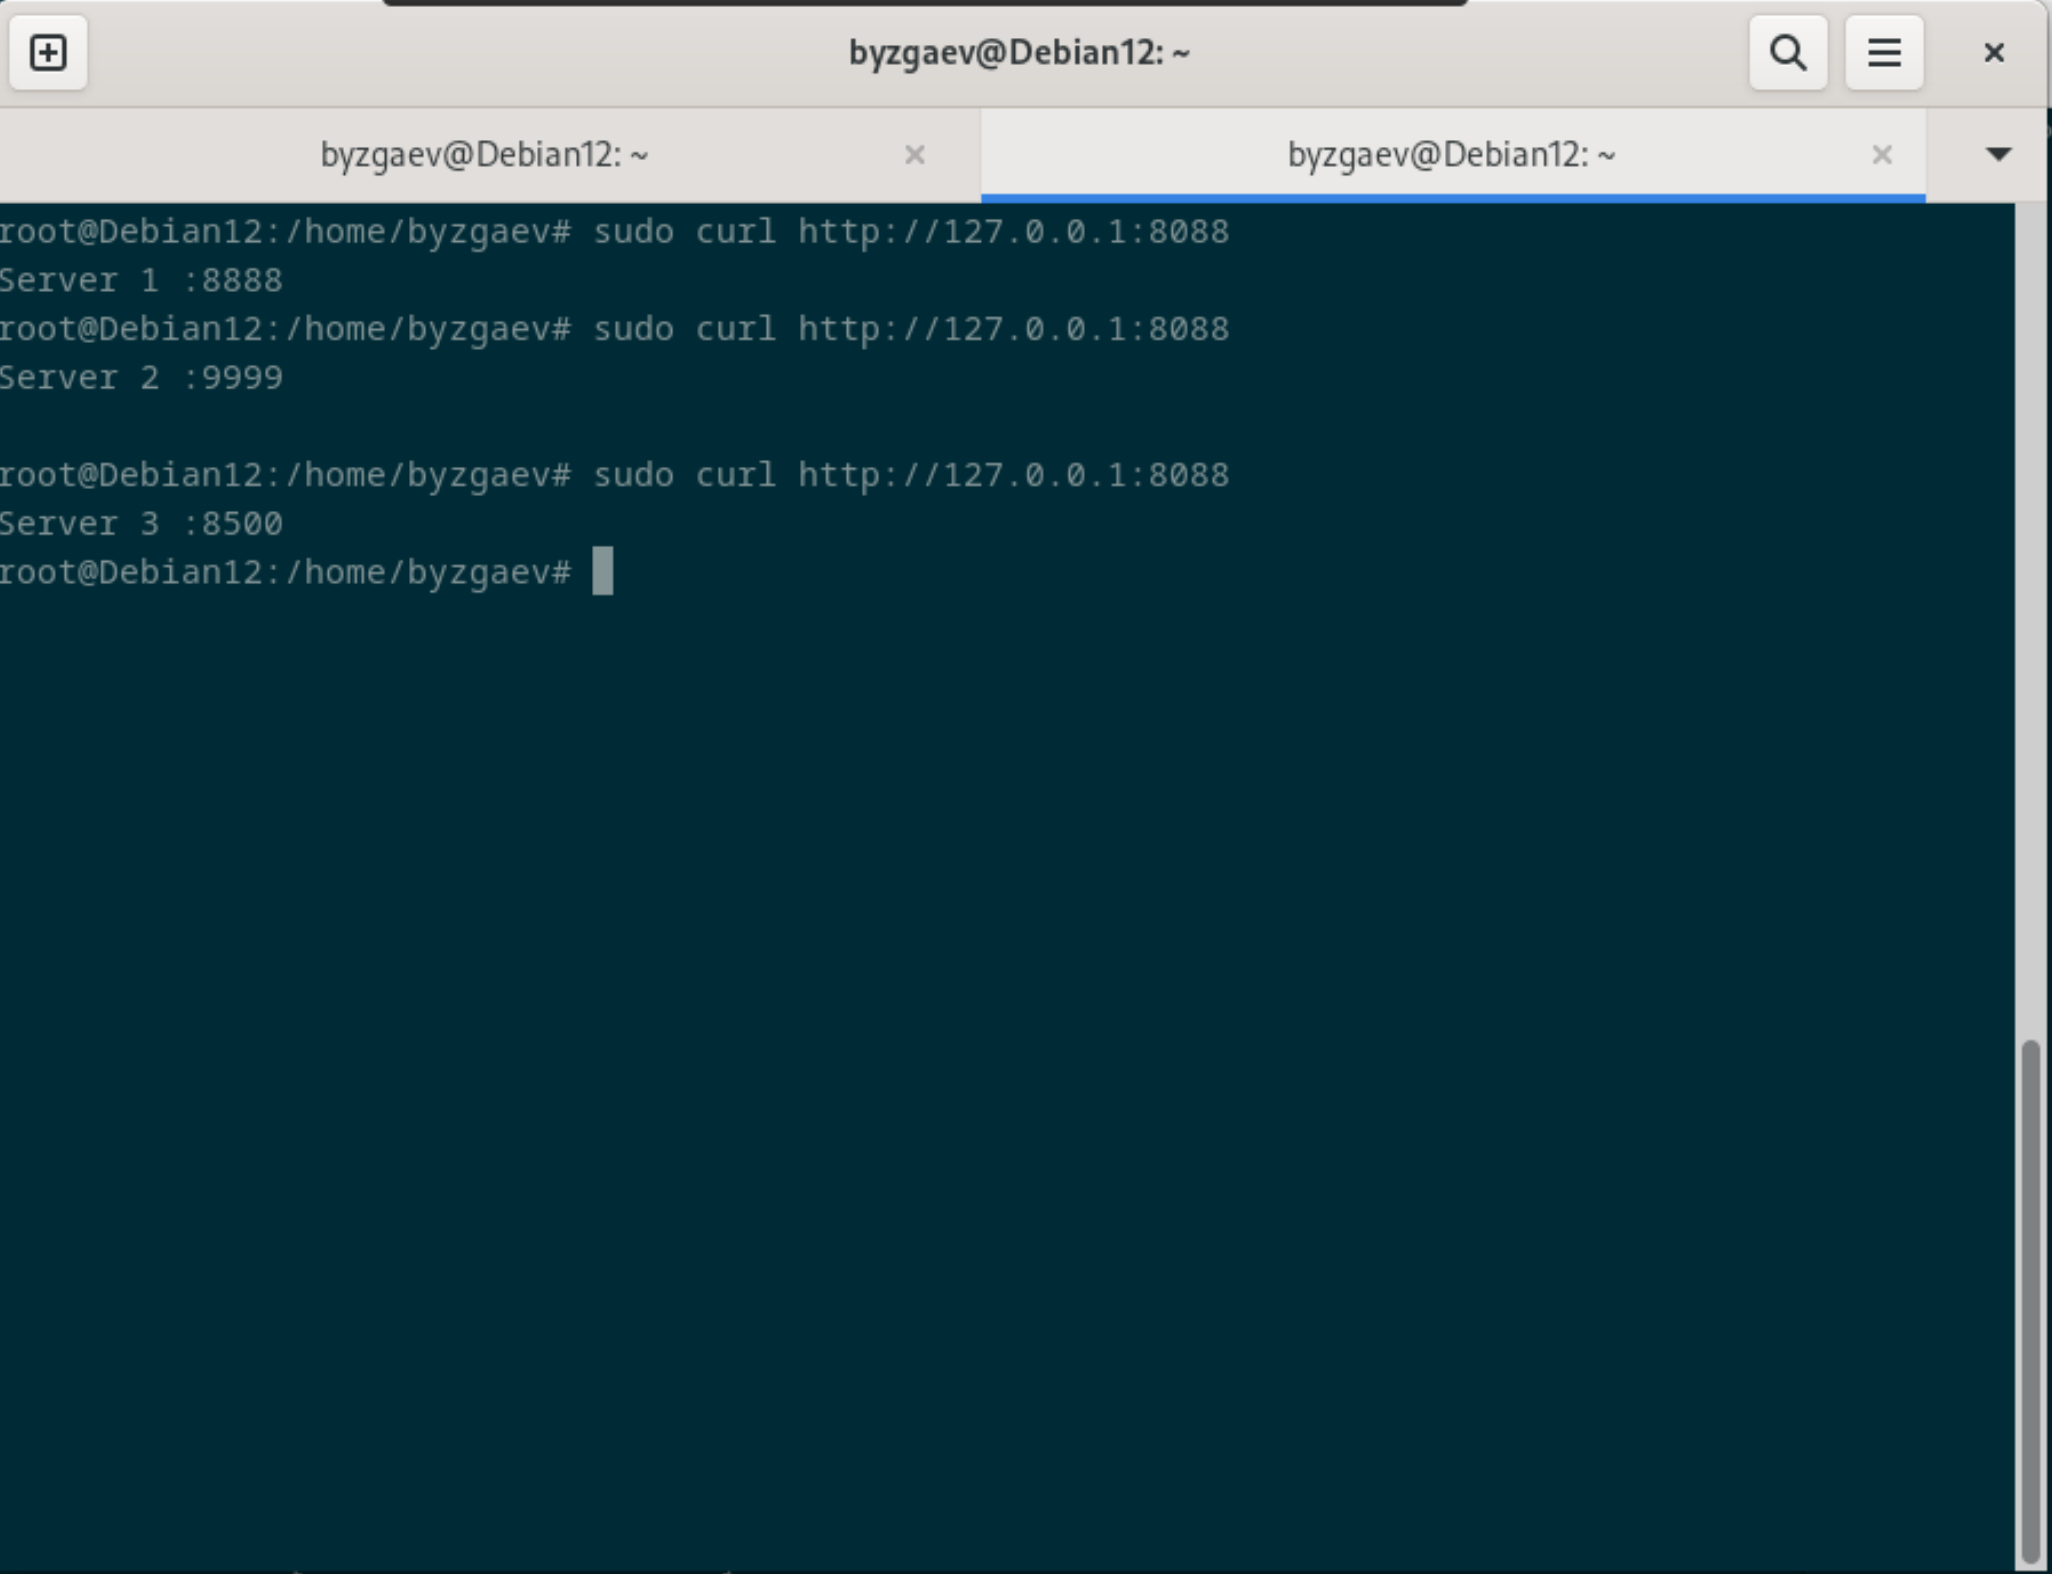 byzgaev@Debian12: ~
byzgaev@Debian12: ~
byzgaev@Debian12: ~
root@Debian12:/home/byzgaev# sudo curl http://127.0.0.1:8088
Server 1 :8888
root@Debian12:/home/byzgaev# sudo curl http://127.0.0.1:8088
Server 2 :9999
root@Debian12:/home/byzgaev# sudo curl http://127.0.0.1:8088
Server 3 :8500
root@Debian12:/home/byzgaev#